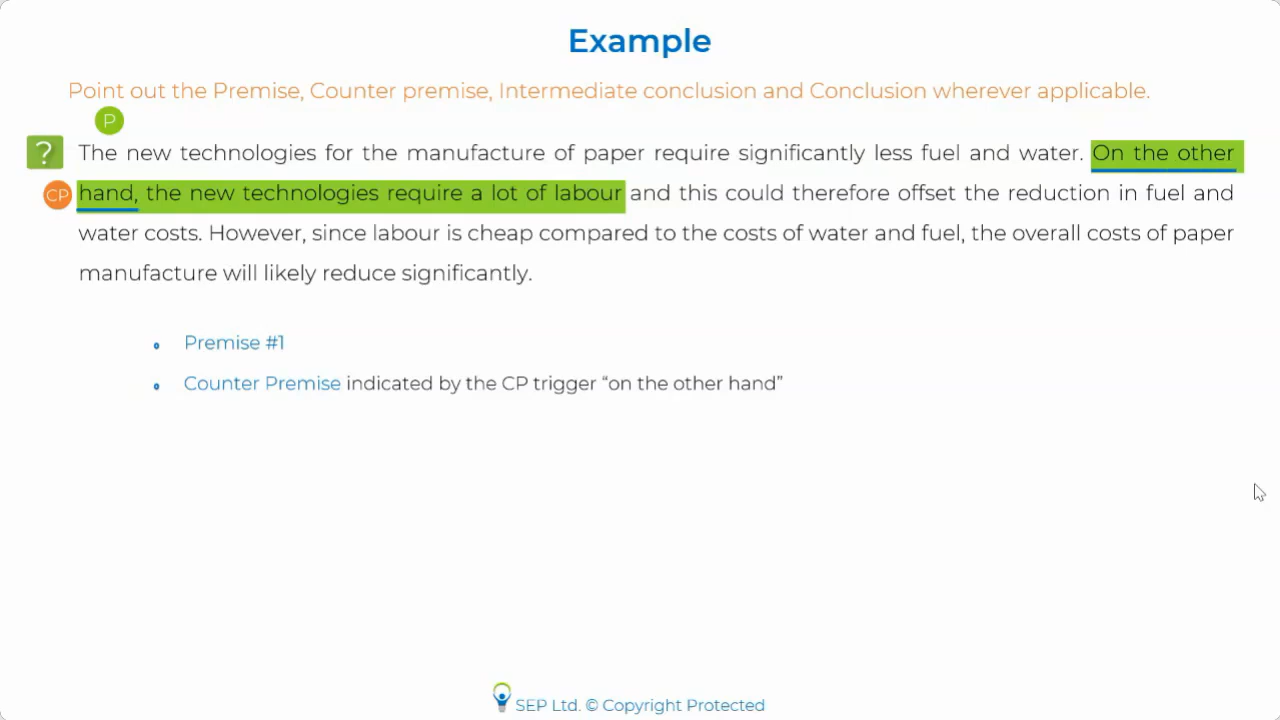 Example
Point out the Premise, Counter premise, Intermediate conclusion and Conclusion wherever applicable.
P
? The new technologies for the manufacture of paper require significantly less fuel and water. On the other
CP hand, the new technologies require a lot of labour and this could therefore offset the reduction in fuel and
water costs. However, since labour is cheap compared to the costs of water and fuel, the overall costs of paper
manufacture will likely reduce significantly.
Premise #1
Counter Premise indicated by the CP trigger “on the other hand”
SEP Ltd. © Copyright Protected